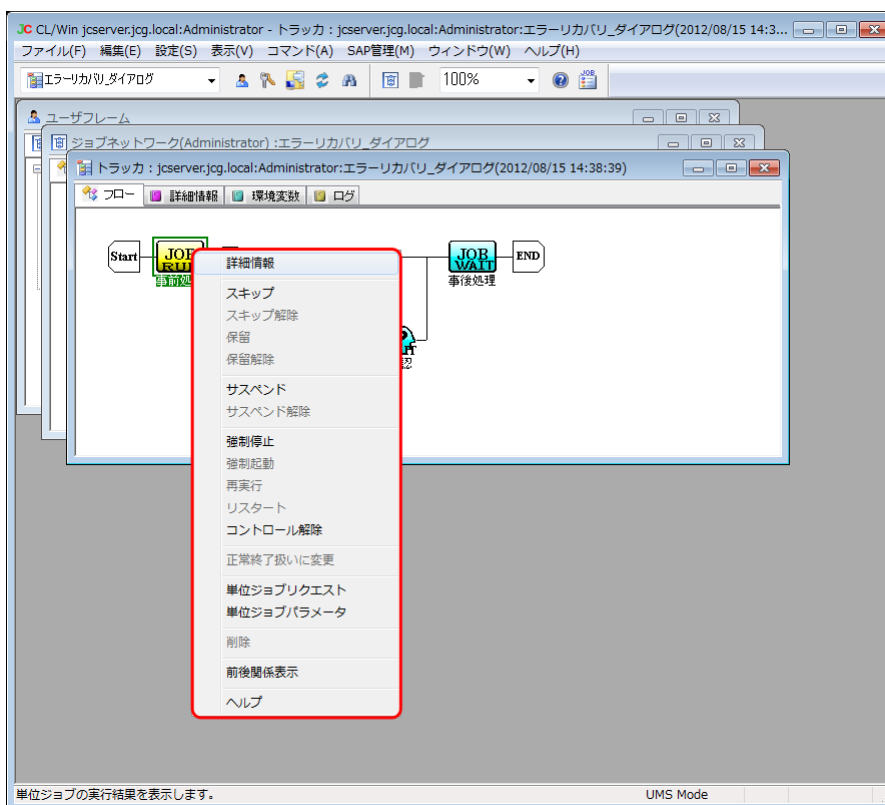 JC CL/Win jcserver.jcg.local:Administrator - トラッカ : jcserver.jcg.local:Administrator:エラーリカバリ_ダイアログ(2012/08/15 14:3...
ファイル(F) 編集(E) 設定(S) 表示(V) コマンド(A) SAP管理(M) ウィンドウ(W) ヘルプ(H)
エラーリカバリ_ダイアログ 100% JOB
ユーザフレーム
ジョブネットワーク(Administrator) :エラーリカバリ_ダイアログ
トラッカ : jcserver.jcg.local:Administrator:エラーリカバリ_ダイアログ(2012/08/15 14:38:39)
フロー 詳細情報 環境変数 ログ
Start
JOB
WAIT
事後処理
END
詳細情報
スキップ
スキップ解除
保留
保留解除
サスペンド
サスペンド解除
強制停止
強制起動
再実行
リスタート
コントロール解除
正常終了扱いに変更
単位ジョブリクエスト
単位ジョブパラメータ
削除
前後関係表示
ヘルプ
単位ジョブの実行結果を表示します。 UMS Mode